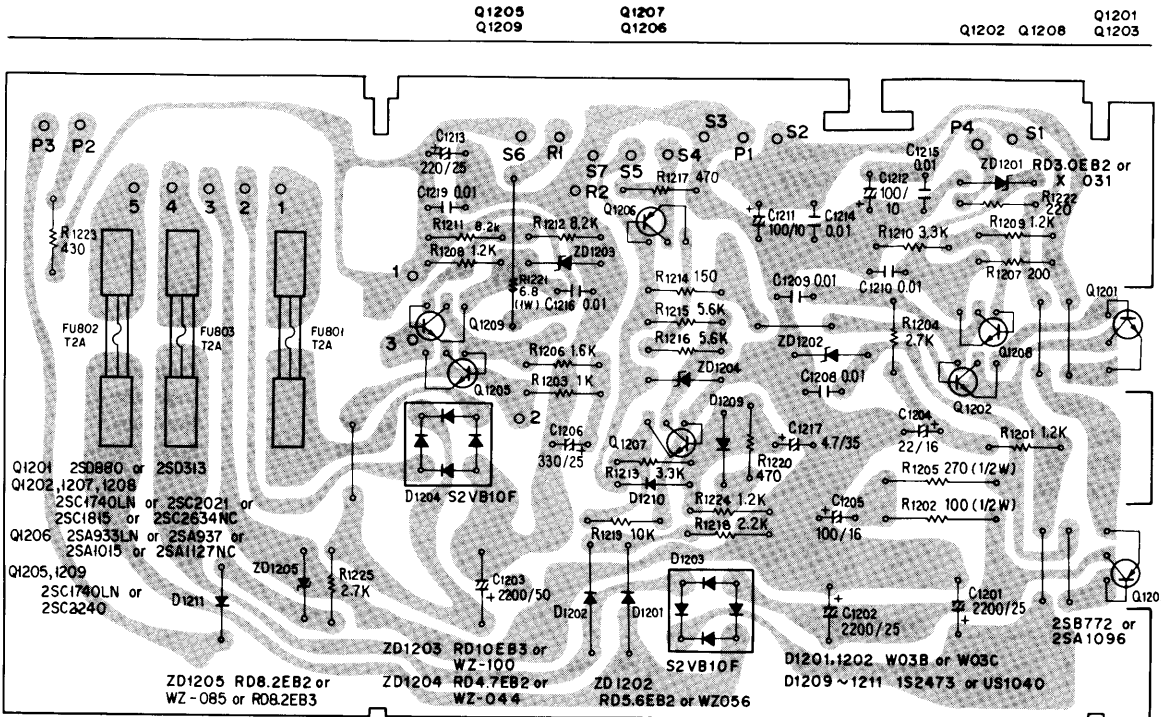 Q1205 Q1207 Q1201
Q1209 Q1206 Q1202 Q1208 Q1203
P3 P2
C1213
220/25
S6 R1
S7 S5 S4
S3
P1
S2
P4 S1
R2
R1217 470
C1215
0.01
C1212
100/
10
ZD1201 RD3.0EB2 or
X 031
R1222
220
5 4 3 2 1
C1219 0.01
Q1206
C1211
100/10
C1214
0.01
R1223
430
R1211 8.2K
R1212 8.2K
R1208 1.2K
ZD1203
R1209 1.2K
R1210 3.3K
R1207 200
1
R1221
6.8
(1W)
C1216 0.01
R1214 150
C1209 0.01
C1210 0.01
Q1201
R1215 5.6K
FU802
T2A
FU803
T2A
FU801
T2A
Q1209
3
R1216 5.6K
ZD1202
R1204
2.7K
Q1208
R1206 1.6K
Q1205
R1203 1K
ZD1204
C1208 0.01
Q1202
2
D1209
C1204
22/16
C1206
330/25
Q1207
C1217
4.7/35
R1201 1.2K
R1220
470
R1213 3.3K
D1204 S2VB10F
D1210
R1205 270 (1/2W)
R1224 1.2K
C1205
100/16
R1202 100 (1/2W)
R1219 10K
R1218 2.2K
Q1201 2SD880 or 2SD313
Q1202,1207,1208
2SC1740LN or 2SC2021 or
2SC1815 or 2SC2634NC
Q1206 2SA933LN or 2SA937 or
2SA1015 or 2SA1127NC
Q1205,1209
2SC1740LN or
2SC2240
D1211
ZD1205
R1225
2.7K
C1203
2200/50
D1202
D1201
D1203
S2VB10F
C1202
2200/25
C1201
2200/25
Q120
2SB772 or
2SA1096
ZD1203 RD10EB3 or
WZ-100
ZD1205 RD8.2EB2 or
WZ-085 or RD8.2EB3
ZD1204 RD4.7EB2 or
WZ-044
ZD1202
RD5.6EB2 or WZ056
D1201,1202 W03B or W03C
D1209~1211 1S2473 or US1040